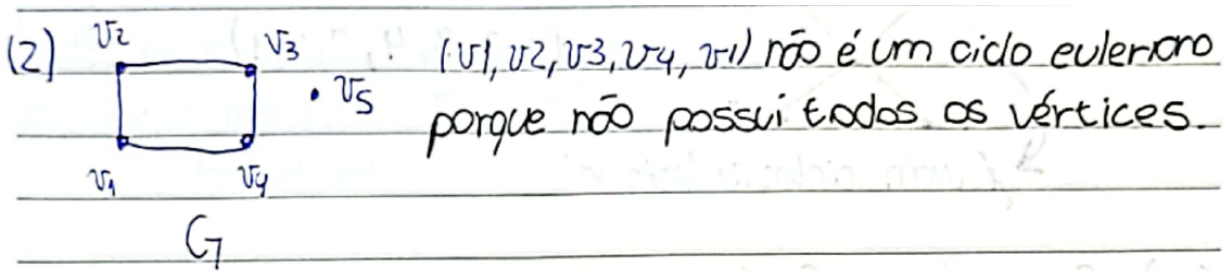 (2) v2 v3 (v1, v2, v3, v4, v1) não é um ciclo euleriano
v5 porque não possui todos os vértices.
v1 v4
G